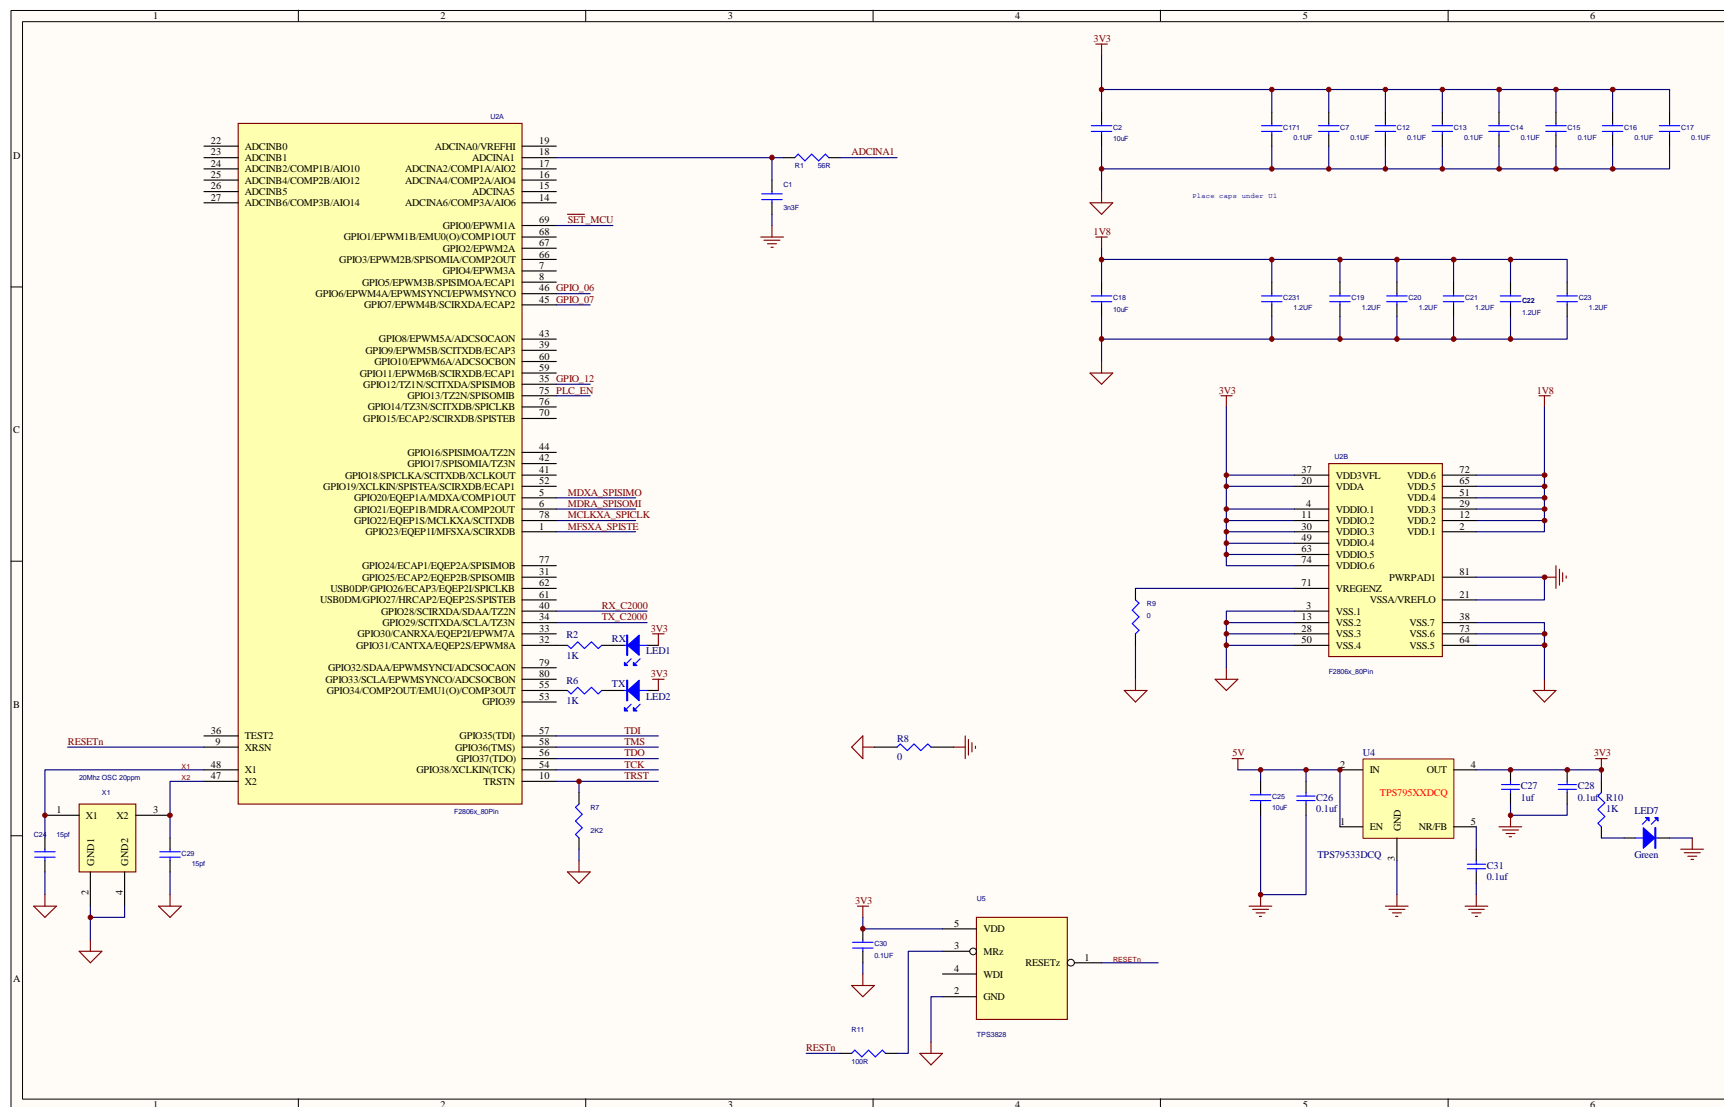 1 2 3 4 5 6
D
C
B
A
U2A
22 ADCINB0
23 ADCINB1
24 ADCINB2/COMP1B/AIO10
25 ADCINB4/COMP2B/AIO12
26 ADCINB5
27 ADCINB6/COMP3B/AIO14
ADCINA0/VREFHI 19
ADCINA1 18
ADCINA2/COMP1A/AIO2 17
ADCINA4/COMP2A/AIO4 16
ADCINA5 15
ADCINA6/COMP3A/AIO6 14
R1 56R ADCINA1
C1
3n3F
GPIO0/EPWM1A 69 SET_MCU
GPIO1/EPWM1B/EMU0(O)/COMP1OUT 68
GPIO2/EPWM2A 67
GPIO3/EPWM2B/SPISOMIA/COMP2OUT 66
GPIO4/EPWM3A 7
GPIO5/EPWM3B/SPISIMOA/ECAP1 8
GPIO6/EPWM4A/EPWMSYNCI/EPWMSYNCO 46 GPIO_06
GPIO7/EPWM4B/SCIRXDA/ECAP2 45 GPIO_07
GPIO8/EPWM5A/ADCSOCAON 43
GPIO9/EPWM5B/SCITXDB/ECAP3 39
GPIO10/EPWM6A/ADCSOCBON 60
GPIO11/EPWM6B/SCIRXDB/ECAP1 59
GPIO12/TZ1N/SCITXDA/SPISIMOB 35 GPIO_12
GPIO13/TZ2N/SPISOMIB 75 PLC_EN
GPIO14/TZ3N/SCITXDB/SPICLKB 76
GPIO15/ECAP2/SCIRXDB/SPISTEB 70
GPIO16/SPISIMOA/TZ2N 44
GPIO17/SPISOMIA/TZ3N 42
GPIO18/SPICLKA/SCITXDB/XCLKOUT 41
GPIO19/XCLKIN/SPISTEA/SCIRXDB/ECAP1 52
GPIO20/EQEP1A/MDXA/COMP1OUT 5 MDXA_SPISIMO
GPIO21/EQEP1B/MDRA/COMP2OUT 6 MDRA_SPISOMI
GPIO22/EQEP1S/MCLKXA/SCITXDB 78 MCLKXA_SPICLK
GPIO23/EQEP1I/MFSXA/SCIRXDB 1 MFSXA_SPISTE
GPIO24/ECAP1/EQEP2A/SPISIMOB 77
GPIO25/ECAP2/EQEP2B/SPISOMIB 31
USB0DP/GPIO26/ECAP3/EQEP2I/SPICLKB 62
USB0DM/GPIO27/HRCAP2/EQEP2S/SPISTEB 61
GPIO28/SCIRXDA/SDAA/TZ2N 40 RX_C2000
GPIO29/SCITXDA/SCLA/TZ3N 34 TX_C2000
GPIO30/CANRXA/EQEP2I/EPWM7A 33
GPIO31/CANTXA/EQEP2S/EPWM8A 32
R2 1K RX 3V3 LED1
GPIO32/SDAA/EPWMSYNCI/ADCSOCAON 79
GPIO33/SCLA/EPWMSYNCO/ADCSOCBON 80
GPIO34/COMP2OUT/EMU1(O)/COMP3OUT 55
GPIO39 53
R6 1K TX 3V3 LED2
RESETn
36 TEST2
9 XRSN
X1 48 X1
X2 47 X2
GPIO35(TDI) 57 TDI
GPIO36(TMS) 58 TMS
GPIO37(TDO) 56 TDO
GPIO38/XCLKIN(TCK) 54 TCK
TRSTN 10 TRST
F2806x_80Pin
R7
2K2
20Mhz OSC 20ppm
X1
1 X1 X2 3
GND1 GND2
2 4
C24 15pf
C29
15pf
3V3
C2
10uF
C171
0.1UF
C7
0.1UF
C12
0.1UF
C13
0.1UF
C14
0.1UF
C15
0.1UF
C16
0.1UF
C17
0.1UF
Place caps under U1
1V8
C18
10uF
C231
1.2UF
C19
1.2UF
C20
1.2UF
C21
1.2UF
C22
1.2UF
C23
1.2UF
3V3 1V8
U2B
37 VDD3VFL VDD.6 72
20 VDDA VDD.5 65
VDD.4 51
4 VDDIO.1 VDD.3 29
11 VDDIO.2 VDD.2 12
30 VDDIO.3 VDD.1 2
49 VDDIO.4
63 VDDIO.5
74 VDDIO.6
PWRPAD1 81
71 VREGENZ
VSSA/VREFLO 21
3 VSS.1
13 VSS.2 VSS.7 38
28 VSS.3 VSS.6 73
50 VSS.4 VSS.5 64
R9
0
F2806x_80Pin
R8
0
5V
U4
2 IN OUT 4
TPS795XXDCQ
1 EN GND NR/FB 5
3
TPS79533DCQ
C25
10uF
C26
0.1uf
3V3
C27
1uf
C28
0.1uf
R10
1K
LED7
Green
C31
0.1uf
3V3
C30
0.1UF
U5
5 VDD
3 MRz
RESETz 1 RESETn
4 WDI
2 GND
TPS3828
R11
RESTn
100R
1 2 3 4 5 6